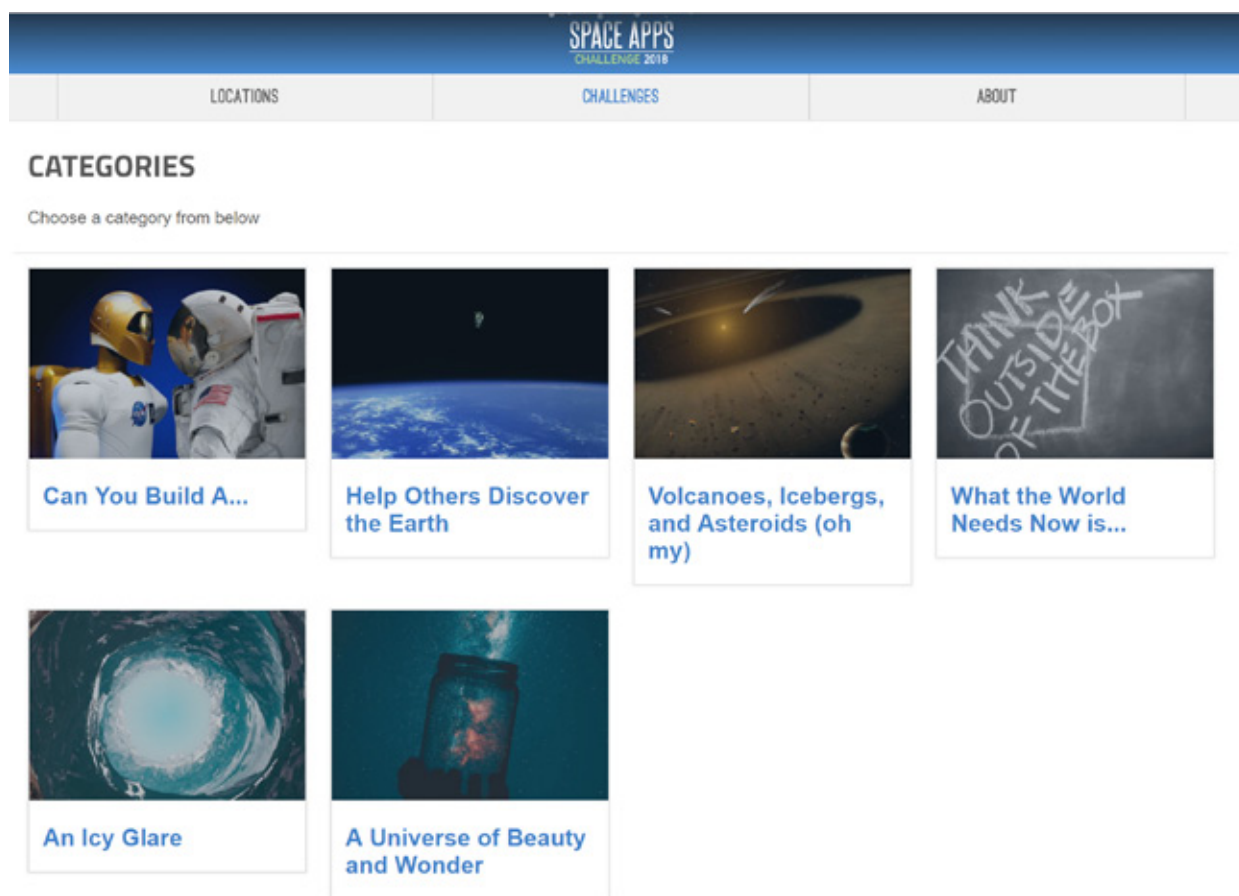 SPACE APPS
CHALLENGE 2018
LOCATIONS
CHALLENGES
ABOUT
CATEGORIES
Choose a category from below
THINK
OUTSIDE
OF THE BOX
Can You Build A...
Help Others Discover
the Earth
Volcanoes, Icebergs,
and Asteroids (oh
my)
What the World
Needs Now is...
An Icy Glare
A Universe of Beauty
and Wonder